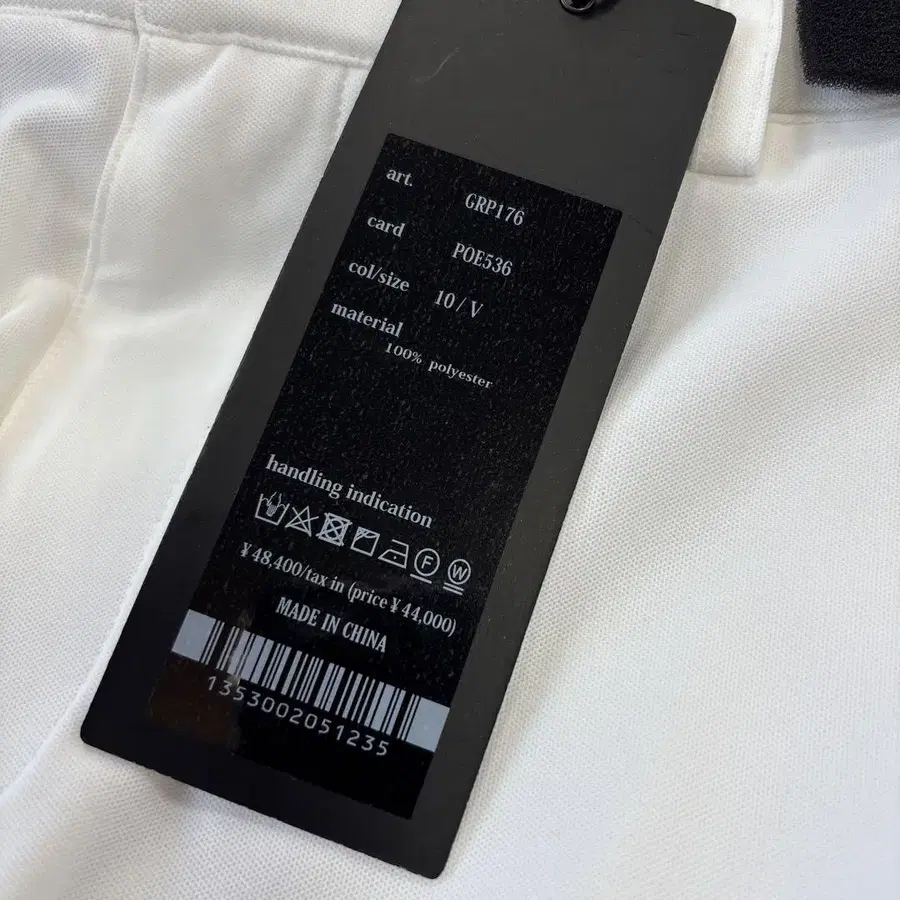 art. GRP176
card POE536
col/size 10 / V
material
100% polyester
handling indication
F W
¥48,400/tax in (price ¥44,000)
MADE IN CHINA
1353002051235